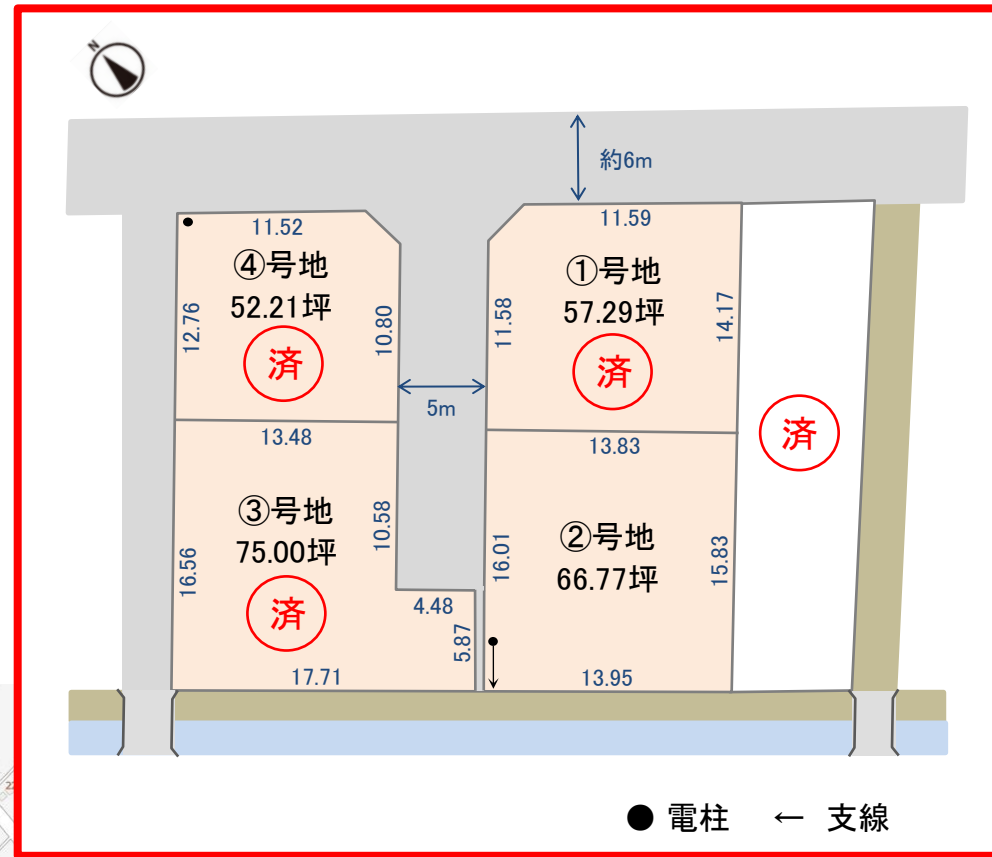 N
約6m
11.52
④号地
52.21坪
済
12.76
10.80
13.48
5m
11.59
①号地
57.29坪
済
11.58
14.17
13.83
済
③号地
75.00坪
済
16.56
10.58
4.48
5.87
17.71
②号地
66.77坪
16.01
15.83
13.95
● 電柱 ← 支線